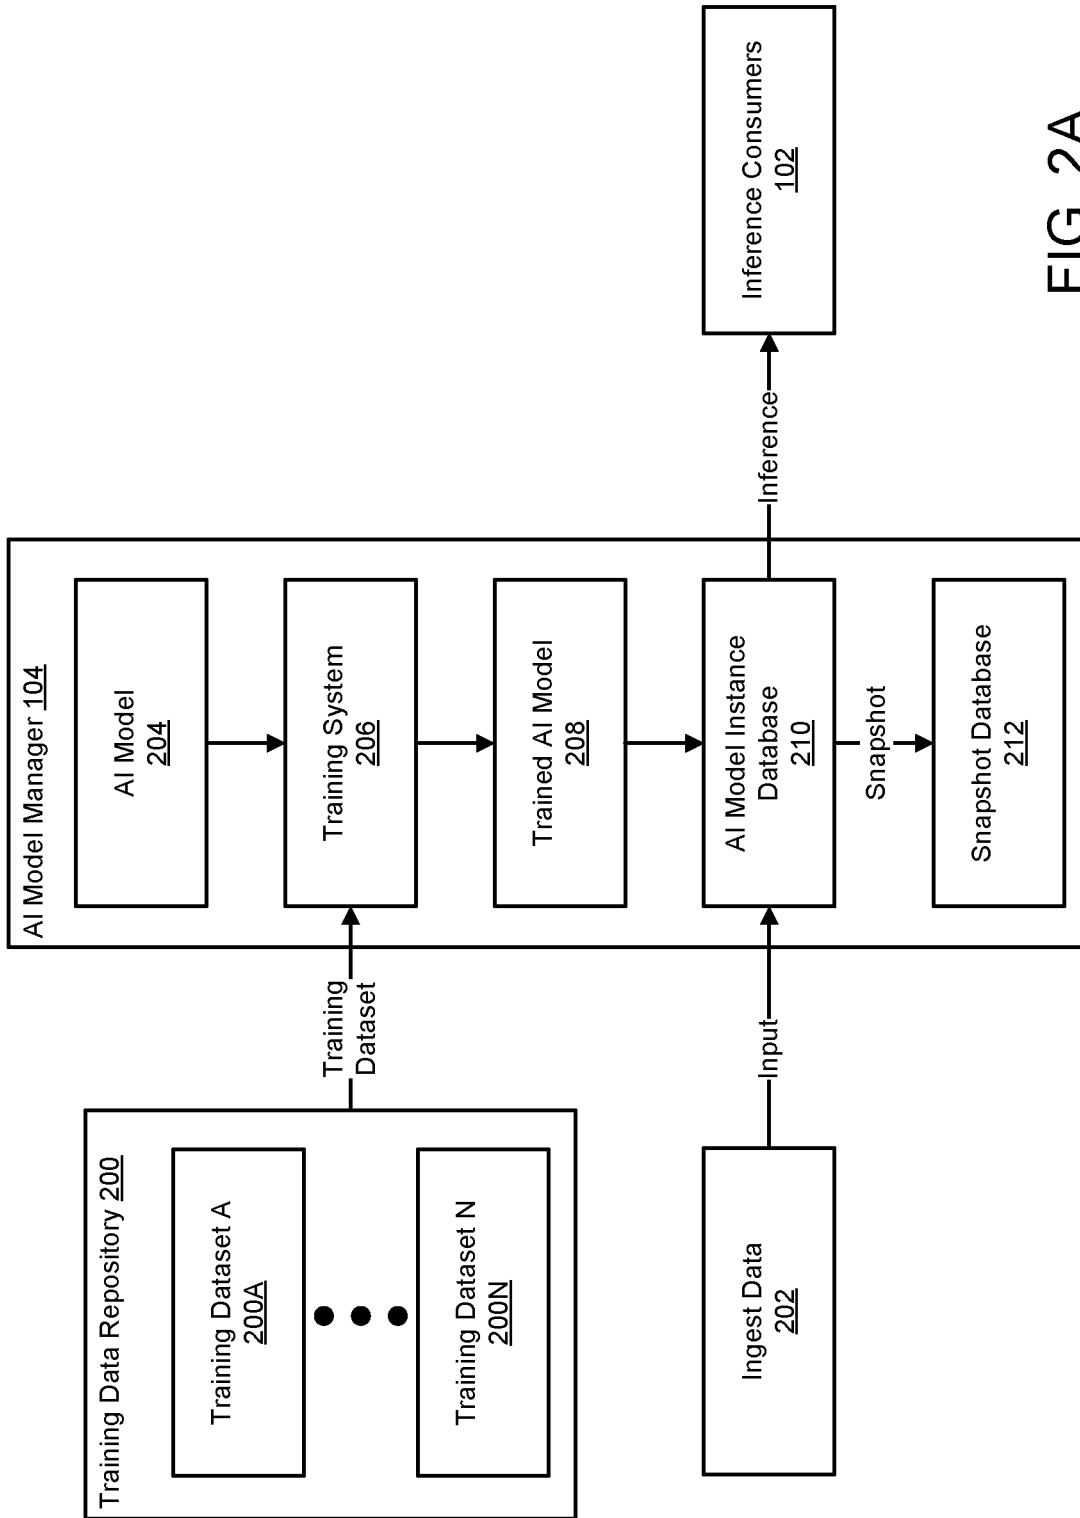 Training Data Repository 200
Training Dataset A
200A
Training Dataset N
200N
Ingest Data
202
Training
Dataset
Input
AI Model Manager 104
AI Model
204
Training System
206
Trained AI Model
208
AI Model Instance
Database
210
Snapshot
Snapshot Database
212
Inference
Inference Consumers
102
FIG. 2A